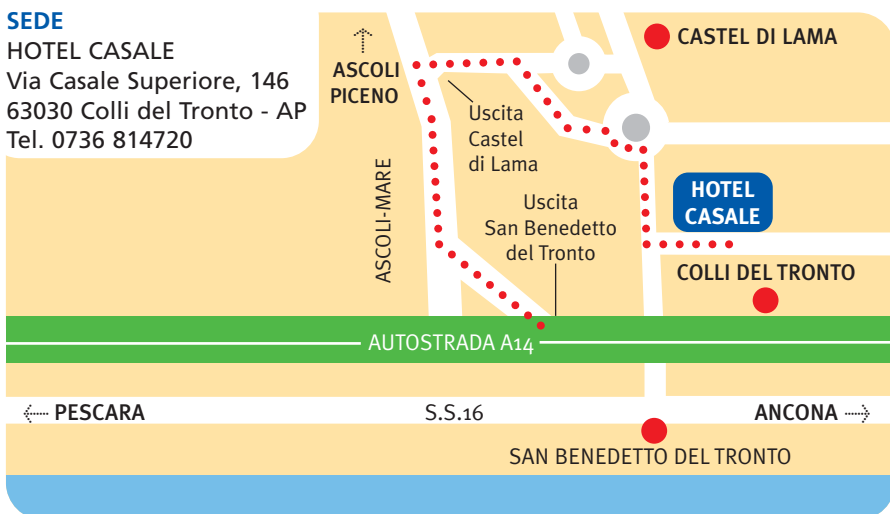 SEDE
HOTEL CASALE
Via Casale Superiore, 146
63030 Colli del Tronto - AP
Tel. 0736 814720
ASCOLI
PICENO
CASTEL DI LAMA
Uscita
Castel
di Lama
ASCOLI-MARE
Uscita
San Benedetto
del Tronto
HOTEL
CASALE
COLLI DEL TRONTO
AUTOSTRADA A14
PESCARA
S.S.16
ANCONA
SAN BENEDETTO DEL TRONTO